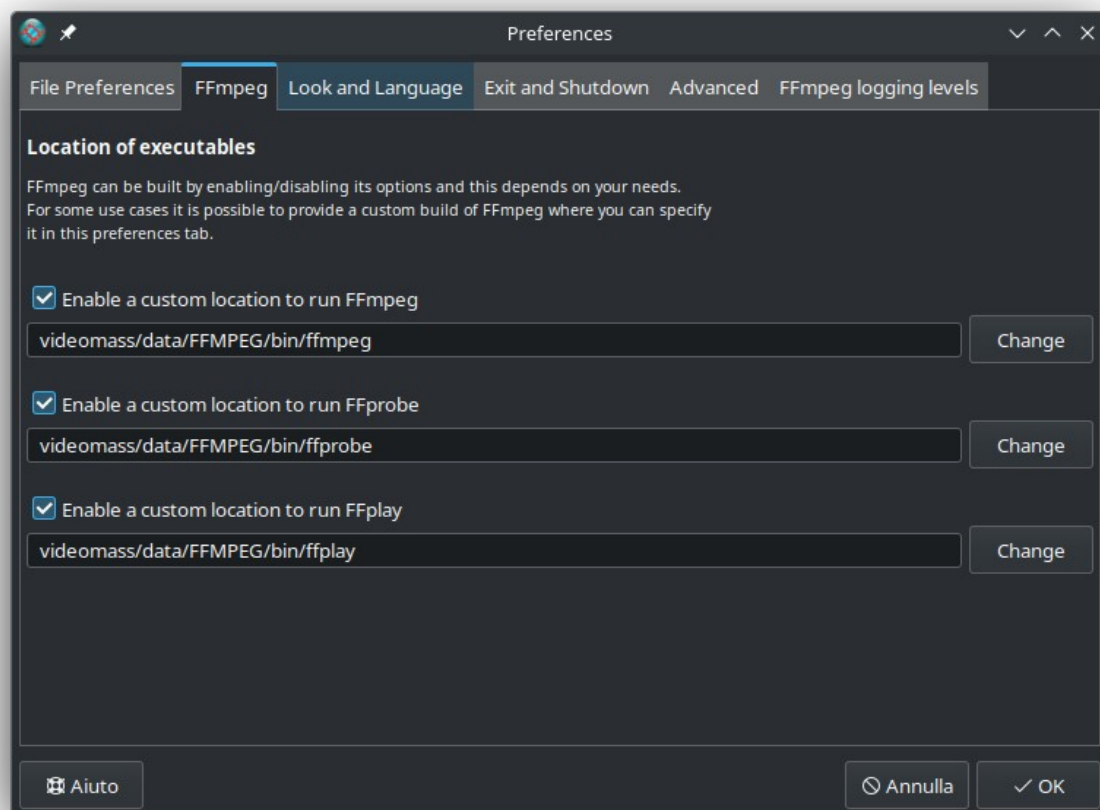 Preferences
File Preferences FFmpeg Look and Language Exit and Shutdown Advanced FFmpeg logging levels
Location of executables
FFmpeg can be built by enabling/disabling its options and this depends on your needs.
For some use cases it is possible to provide a custom build of FFmpeg where you can specify
it in this preferences tab.
Enable a custom location to run FFmpeg
videomass/data/FFMPEG/bin/ffmpeg Change
Enable a custom location to run FFprobe
videomass/data/FFMPEG/bin/ffprobe Change
Enable a custom location to run FFplay
videomass/data/FFMPEG/bin/ffplay Change
Aiuto Annulla OK